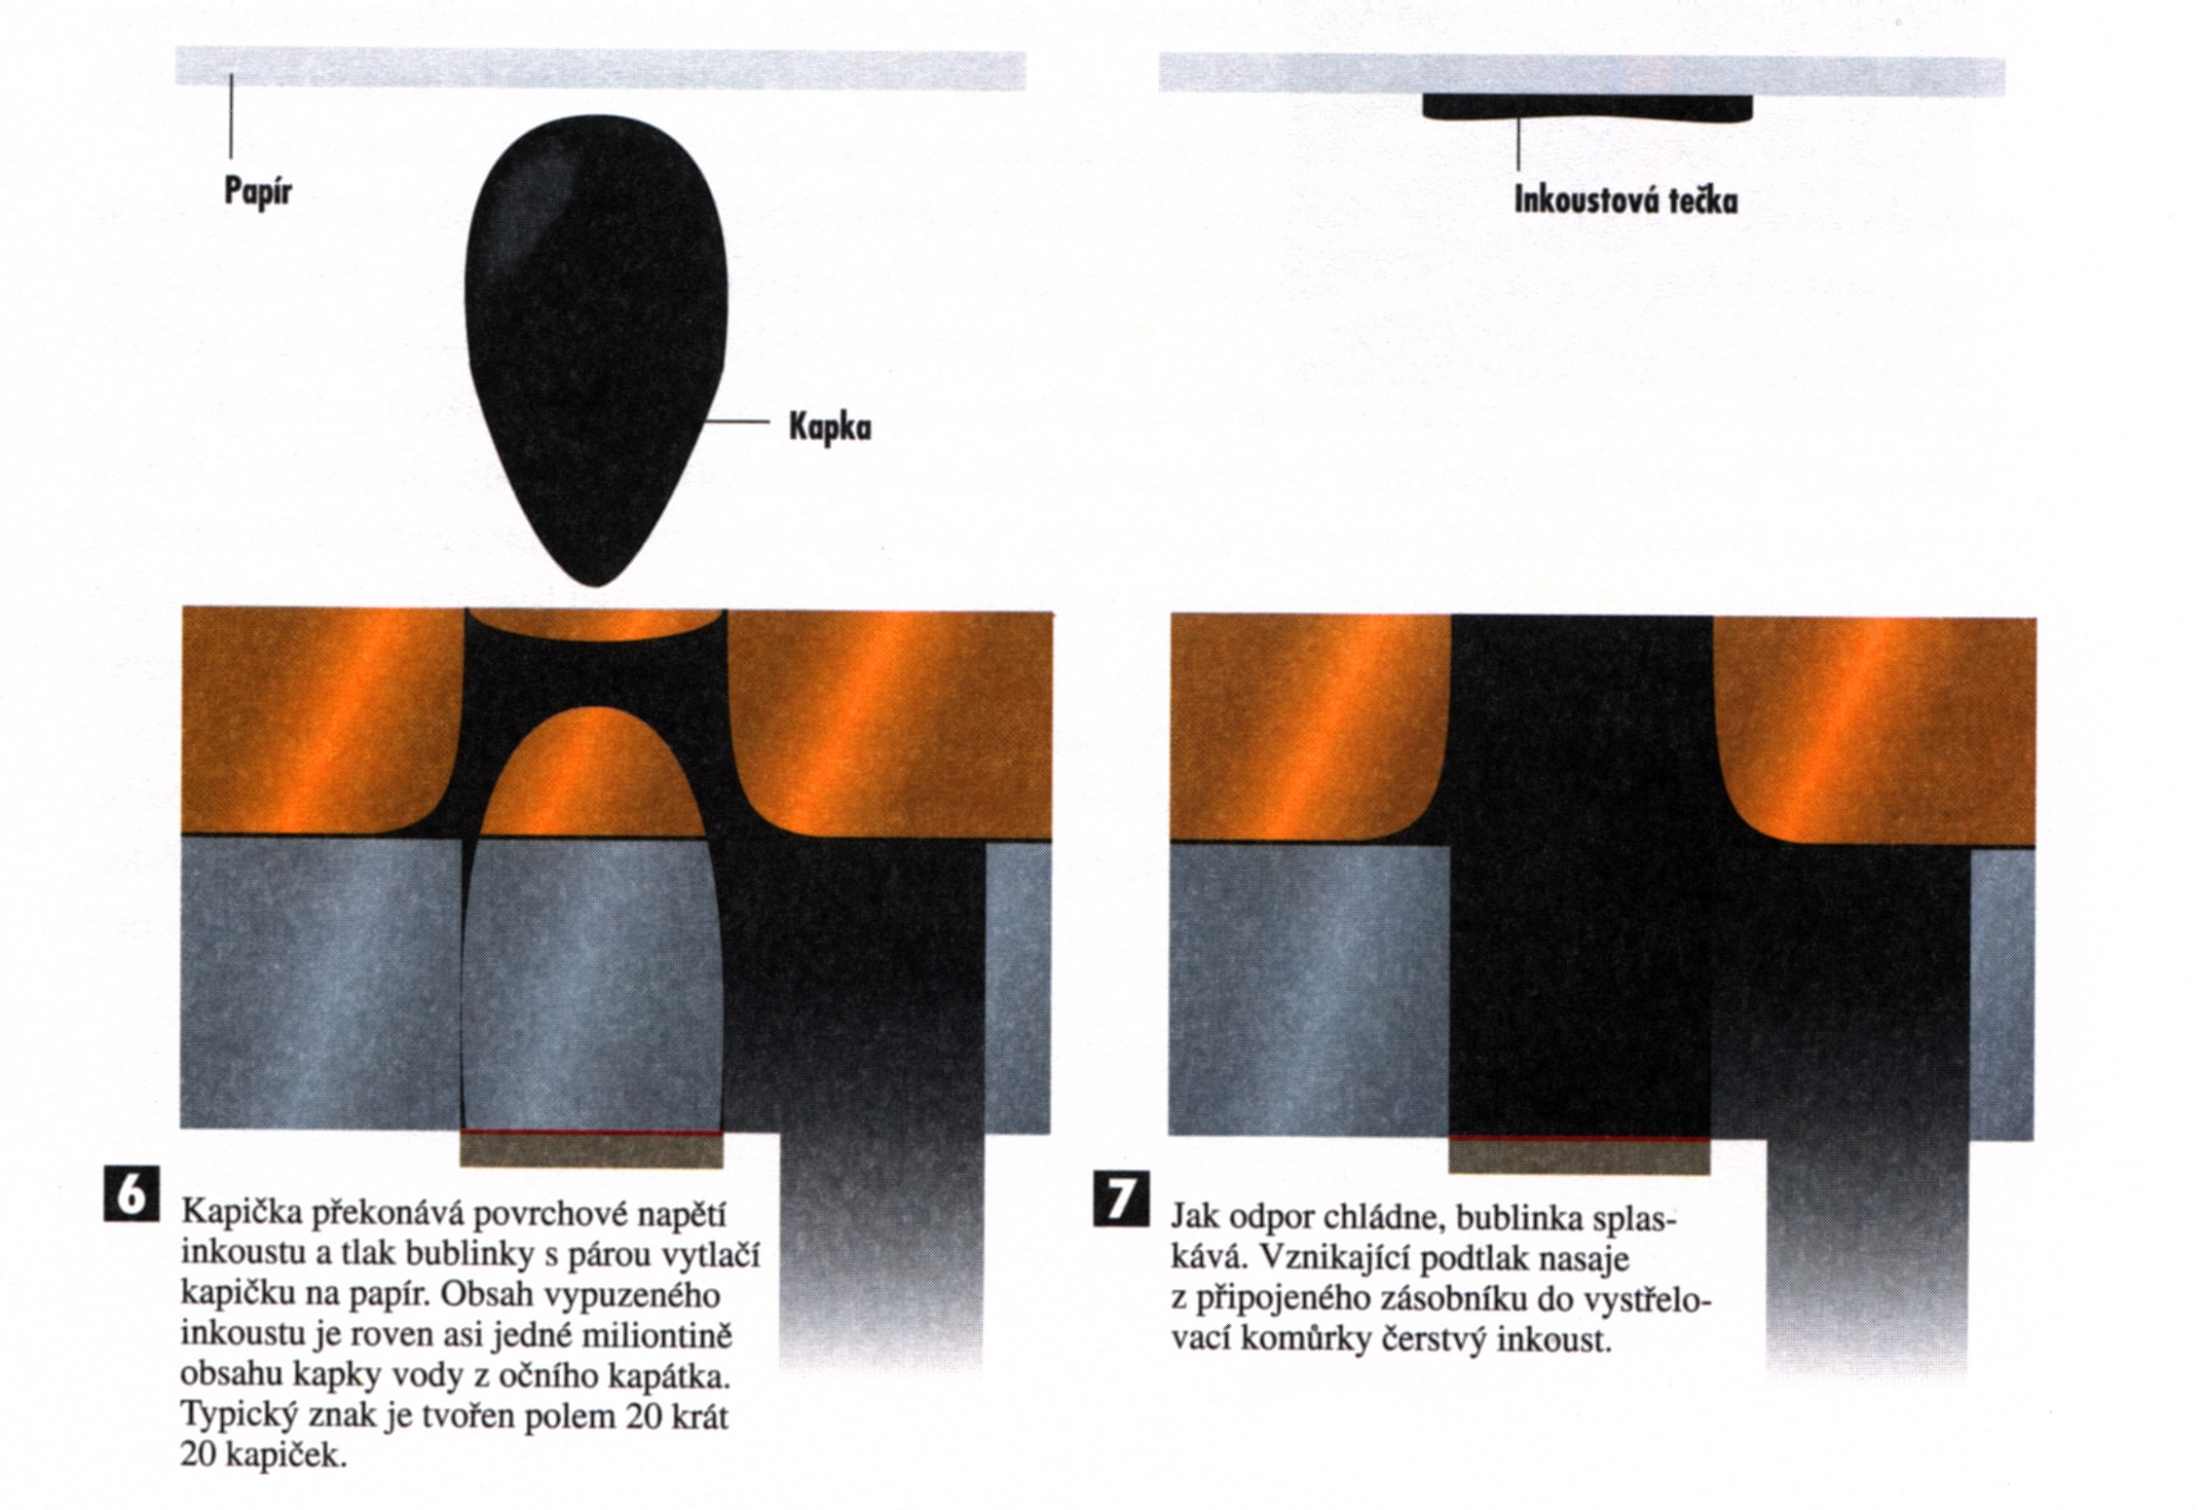 Papír
Kapka
Inkoustová tečka
6
Kapička překonává povrchové napětí
inkoustu a tlak bublinky s párou vytlačí
kapičku na papír. Obsah vypuzeného
inkoustu je roven asi jedné miliontině
obsahu kapky vody z očního kapátka.
Typický znak je tvořen polem 20 krát
20 kapiček.
7
Jak odpor chládne, bublinka splas-
kává. Vznikající podtlak nasaje
z připojeného zásobníku do vystřelo-
vací komůrky čerstvý inkoust.